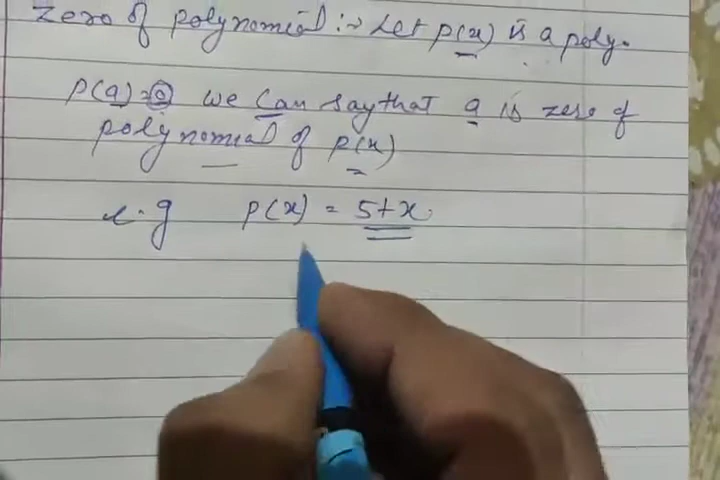 Zero of polynomial :→ Let p(x) is a poly.
p(a)=0 we can say that a is zero of
polynomial of p(x)
e.g p(x) = 5+x